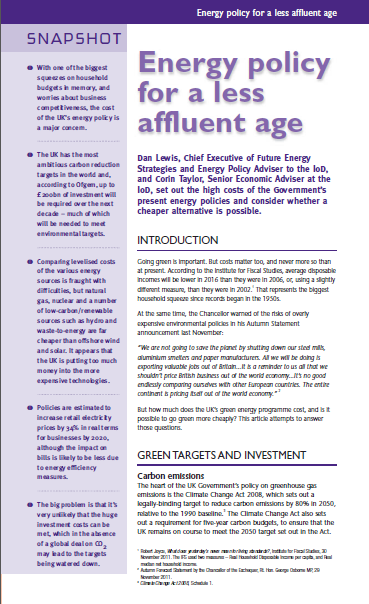 Energy policy for a less affluent age
SNAPSHOT
With one of the biggest
squeezes on household
budgets in memory, and
worries about business
competitiveness, the cost
of the UK's energy policy is
a major concern.
The UK has the most
ambitious carbon reduction
targets in the world and,
according to Ofgem, up to
£200bn of investment will
be required over the next
decade – much of which
will be needed to meet
environmental targets.
Comparing levelised costs
of the various energy
sources is fraught with
difficulties, but natural
gas, nuclear and a number
of low-carbon/renewable
sources such as hydro and
waste-to-energy are far
cheaper than offshore wind
and solar. It appears that
the UK is putting too much
money into the more
expensive technologies.
Policies are estimated to
increase retail electricity
prices by 34% in real terms
for businesses by 2020,
although the impact on
bills is likely to be less due
to energy efficiency
measures.
The big problem is that it's
very unlikely that the huge
investment costs can be
met, which in the absence
of a global deal on CO2
may lead to the targets
being watered down.
Energy policy
for a less
affluent age
Dan Lewis, Chief Executive of Future Energy
Strategies and Energy Policy Adviser to the IoD,
and Corin Taylor, Senior Economic Adviser at the
IoD, set out the high costs of the Government's
present energy policies and consider whether a
cheaper alternative is possible.
INTRODUCTION
Going green is important. But costs matter too, and never more so than
at present. According to the Institute for Fiscal Studies, average disposable
incomes will be lower in 2016 than they were in 2006, or, using a slightly
different measure, than they were in 2002.1 That represents the biggest
household squeeze since records began in the 1950s.
At the same time, the Chancellor warned of the risks of overly
expensive environmental policies in his Autumn Statement
announcement last November:
"We are not going to save the planet by shutting down our steel mills,
aluminium smelters and paper manufacturers. All we will be doing is
exporting valuable jobs out of Britain...It is a reminder to us all that we
shouldn't price British business out of the world economy...It's no good
endlessly comparing ourselves with other European countries. The entire
continent is pricing itself out of the world economy." 2
But how much does the UK's green energy programme cost, and is it
possible to go green more cheaply? This article attempts to answer
those questions.
GREEN TARGETS AND INVESTMENT
Carbon emissions
The heart of the UK Government's policy on greenhouse gas
emissions is the Climate Change Act 2008, which sets out a
legally-binding target to reduce carbon emissions by 80% in 2050,
relative to the 1990 baseline.3 The Climate Change Act also sets
out a requirement for five-year carbon budgets, to ensure that the
UK remains on course to meet the 2050 target set out in the Act.
1 Robert Joyce, What does yesterday's news mean for living standards?, Institute for Fiscal Studies, 30
November 2011. The IFS used two measures – Real Household Disposable Income per capita, and Real
median net household income.
2 Autumn Forecast Statement by the Chancellor of the Exchequer, Rt. Hon. George Osborne MP, 29
November 2011.
3 Climate Change Act (2008), Schedule 1.